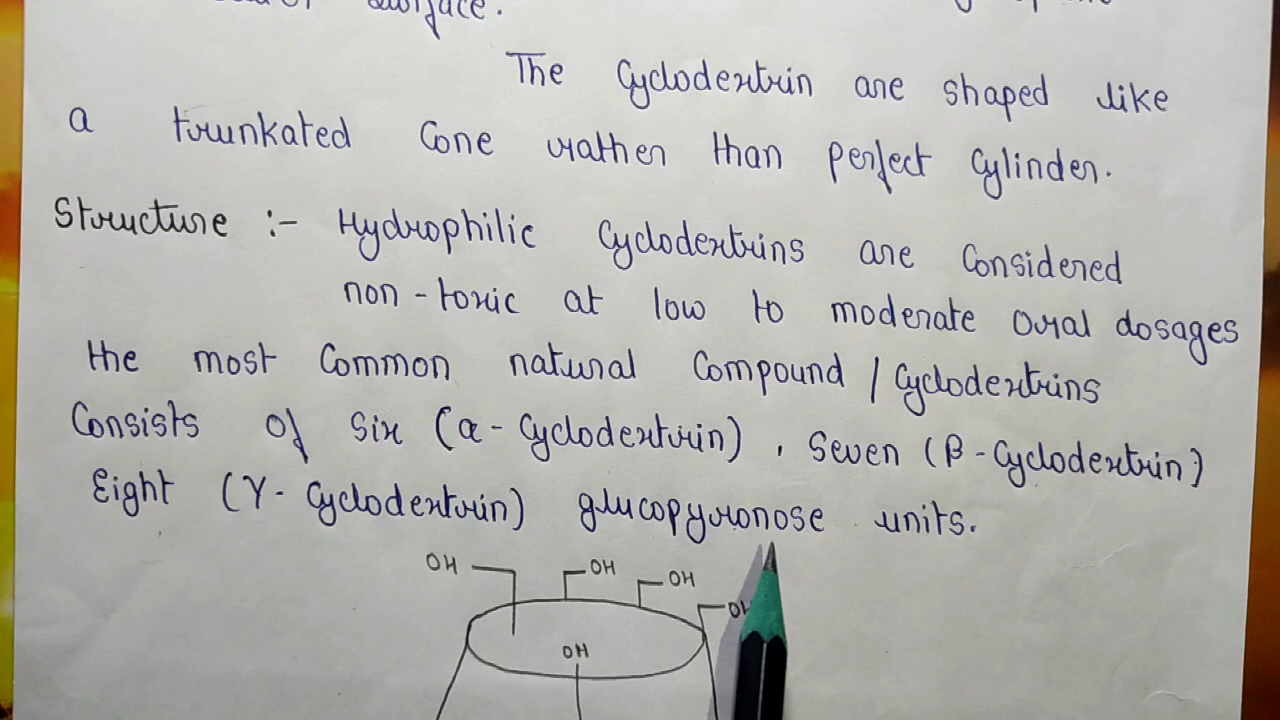 surface.
The Cyclodextrin are shaped like
a trunkated Cone rather than perfect Cylinder.
Structure :- Hydrophilic Cyclodextrins are Considered
non-toxic at low to moderate oral dosages
the most Common natural Compound / Cyclodextrins
Consists of six (α-Cyclodextrin), Seven (β-Cyclodextrin)
Eight (γ-Cyclodextrin) glucopyronose units.
OH OH OH OH
OH